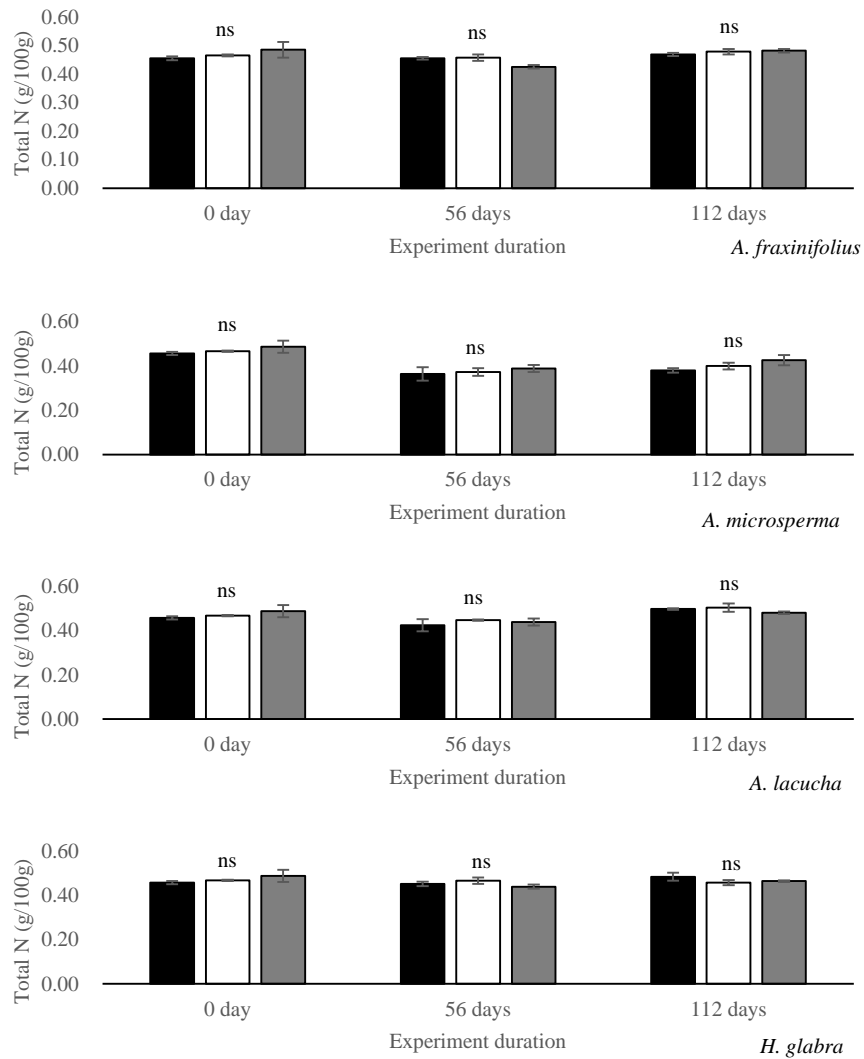 0.60
0.50
0.40
0.30
0.20
0.10
0.00
Total N (g/100g)
ns
ns
ns
0 day
56 days
112 days
Experiment duration
A. fraxinifolius
0.60
0.40
0.20
0.00
Total N (g/100g)
ns
ns
ns
0 day
56 days
112 days
Experiment duration
A. microsperma
0.60
0.40
0.20
0.00
Total N (g/100g)
ns
ns
ns
0 day
56 days
112 days
Experiment duration
A. lacucha
0.60
0.40
0.20
0.00
Total N (g/100g)
ns
ns
ns
0 day
56 days
112 days
Experiment duration
H. glabra